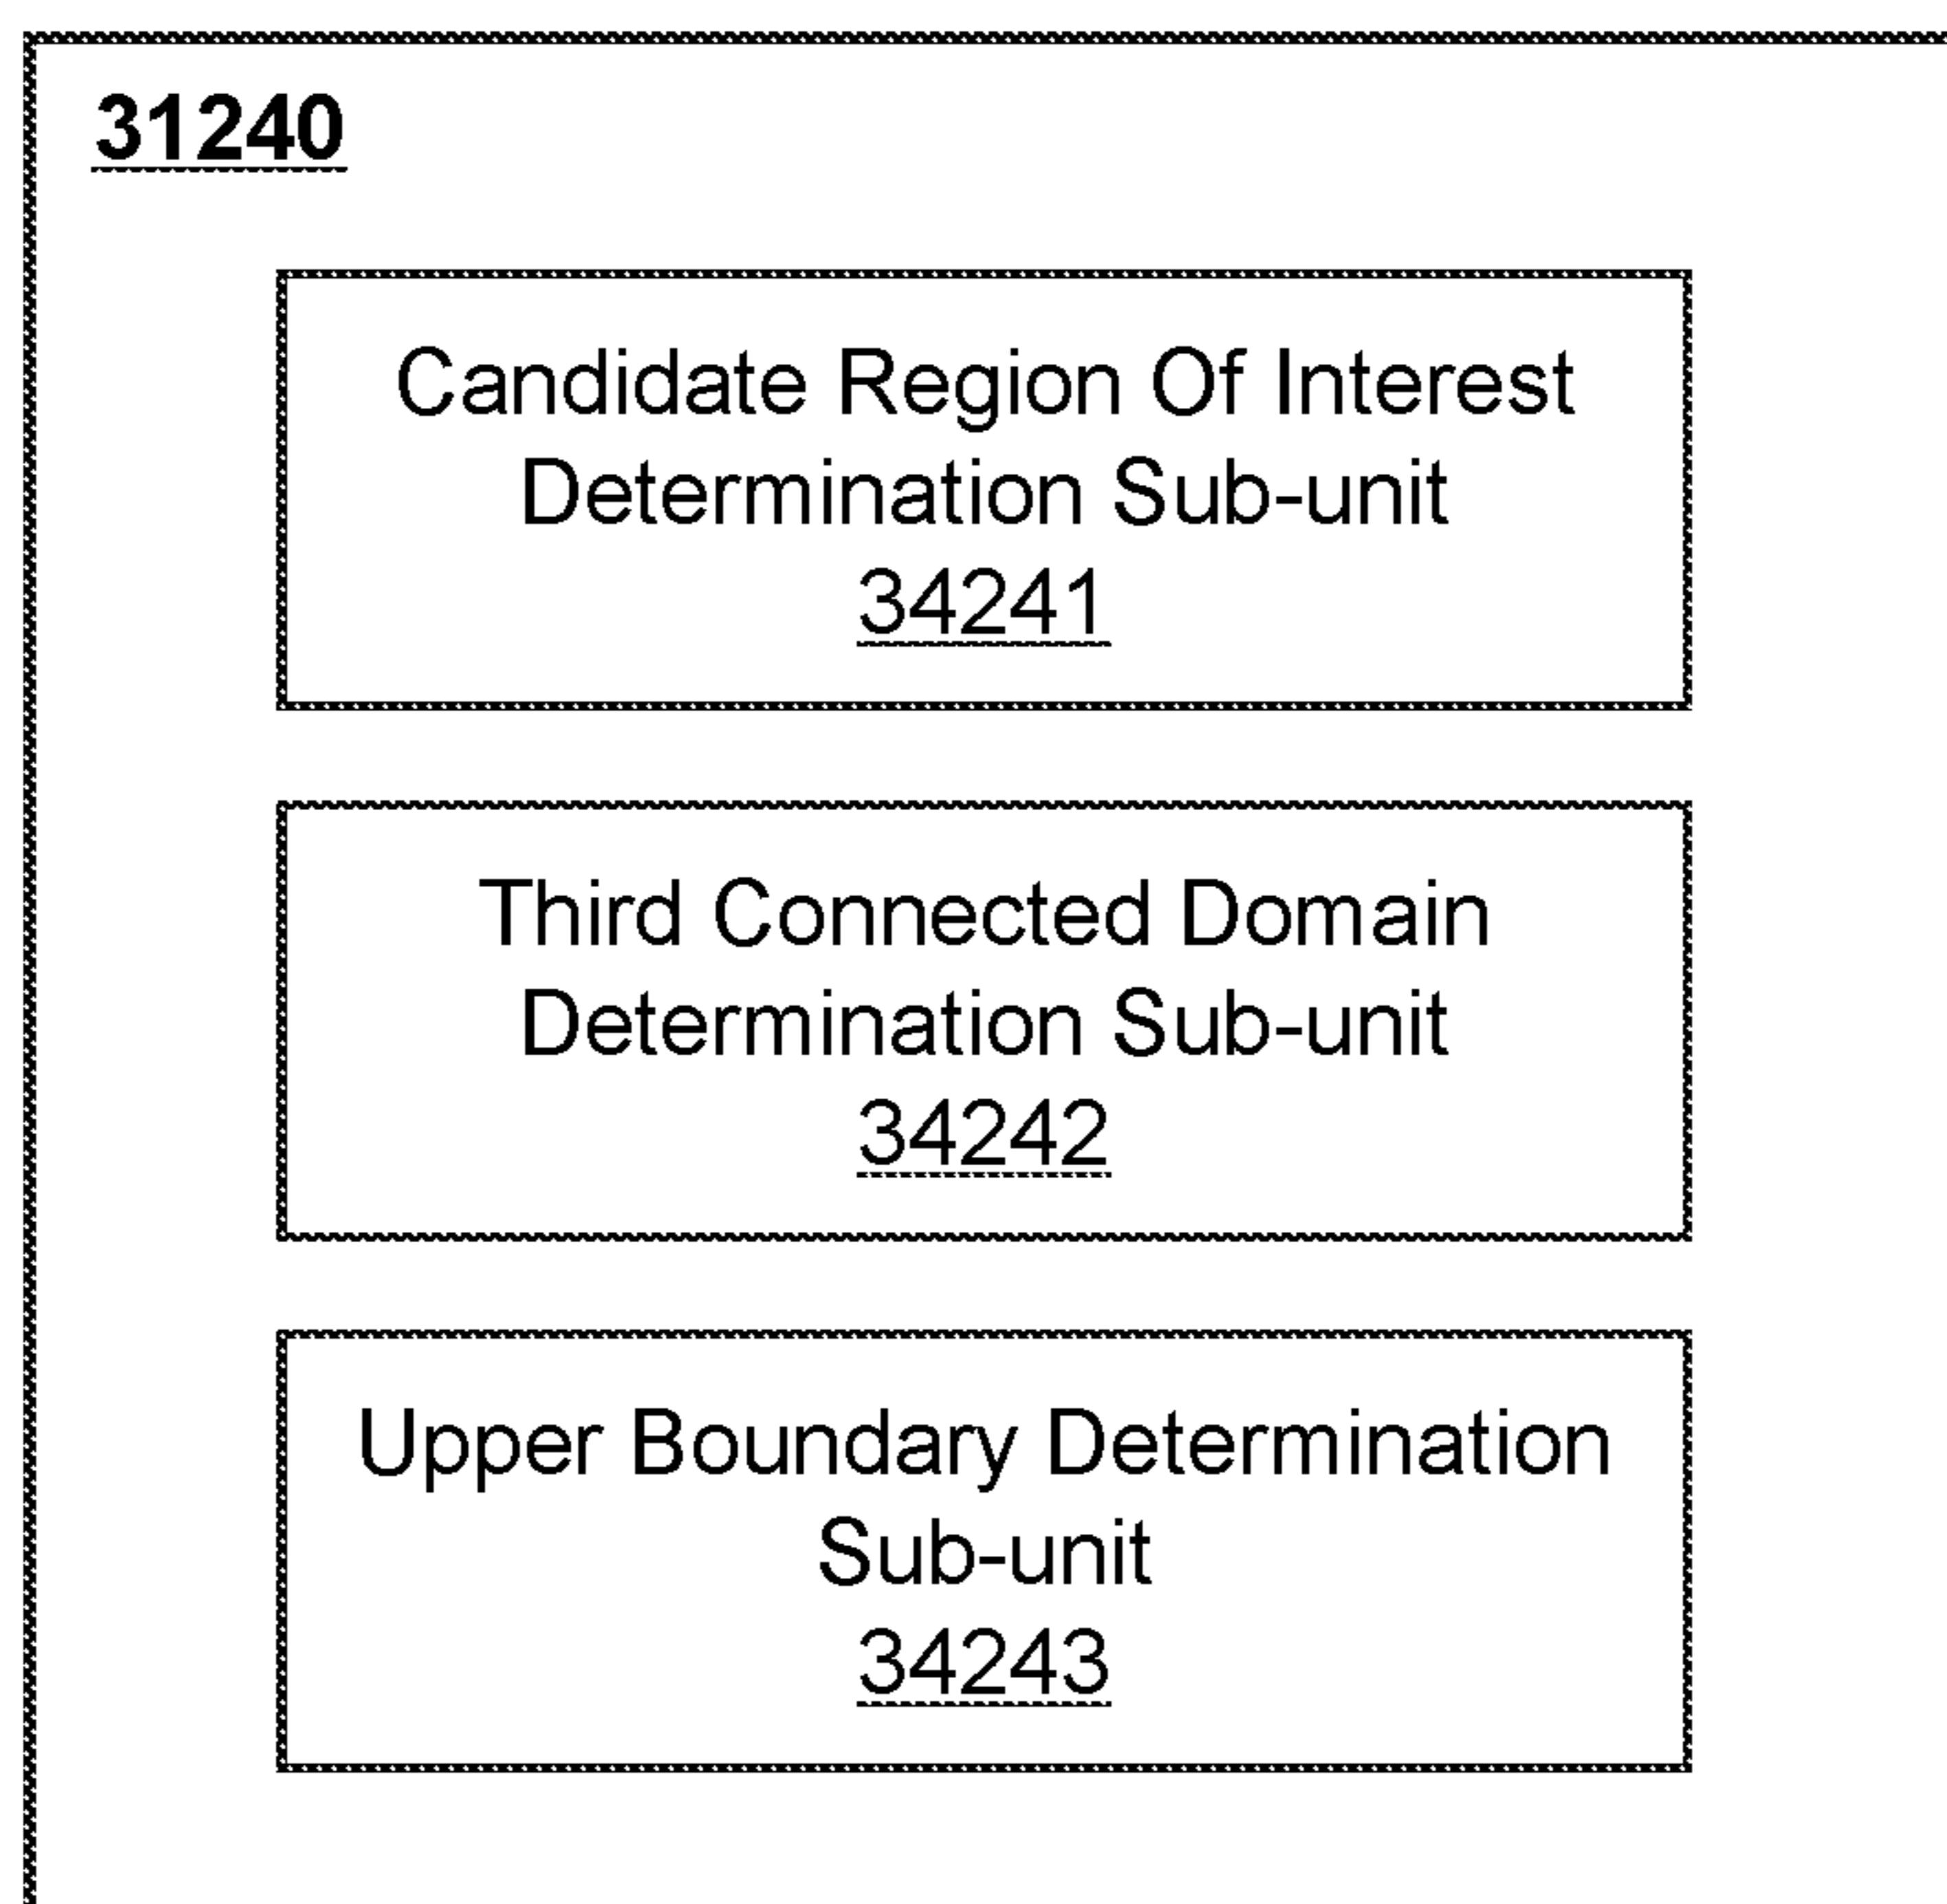 31240
Candidate Region Of Interest
Determination Sub-unit
34241
Third Connected Domain
Determination Sub-unit
34242
Upper Boundary Determination
Sub-unit
34243